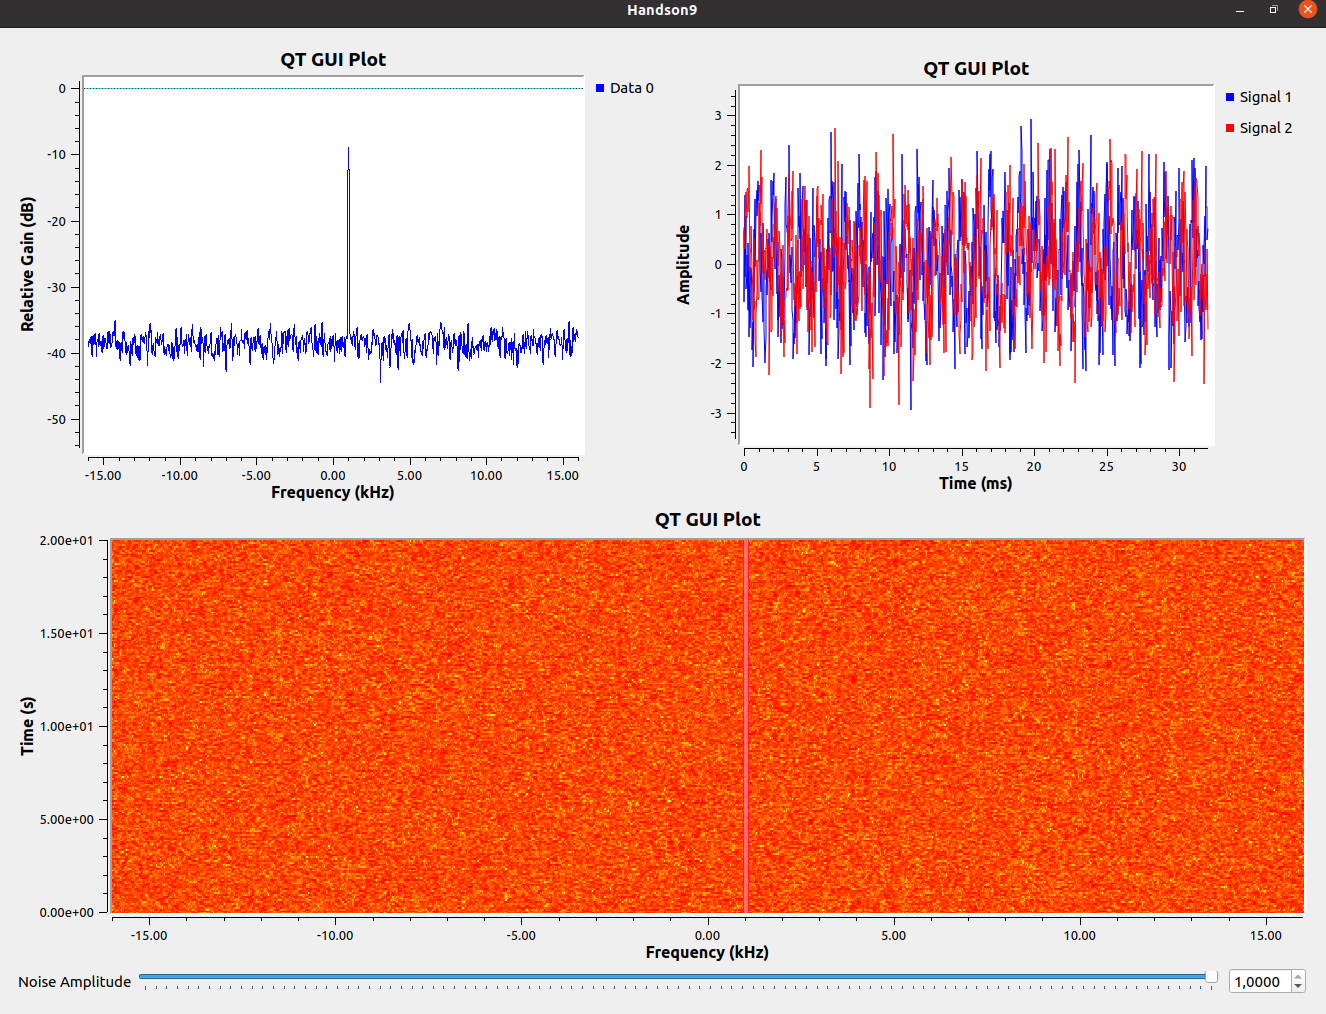 Handson9
QT GUI Plot
Data 0
0
-10
-20
-30
-40
-50
Relative Gain (dB)
-15.00 -10.00 -5.00 0.00 5.00 10.00 15.00
Frequency (kHz)
QT GUI Plot
Signal 1
Signal 2
3
2
1
0
-1
-2
-3
Amplitude
0 5 10 15 20 25 30
Time (ms)
QT GUI Plot
2.00e+01
1.50e+01
1.00e+01
5.00e+00
0.00e+00
Time (s)
-15.00 -10.00 -5.00 0.00 5.00 10.00 15.00
Frequency (kHz)
Noise Amplitude 1,0000